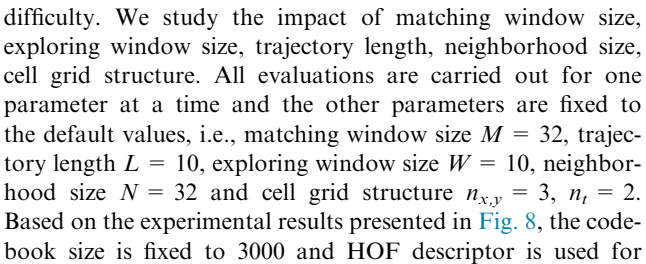 difficulty. We study the impact of matching window size,
exploring window size, trajectory length, neighborhood size,
cell grid structure. All evaluations are carried out for one
parameter at a time and the other parameters are fixed to
the default values, i.e., matching window size M = 32, trajec-
tory length L = 10, exploring window size W = 10, neighbor-
hood size N = 32 and cell grid structure nx,y = 3, nt = 2.
Based on the experimental results presented in Fig. 8, the code-
book size is fixed to 3000 and HOF descriptor is used for